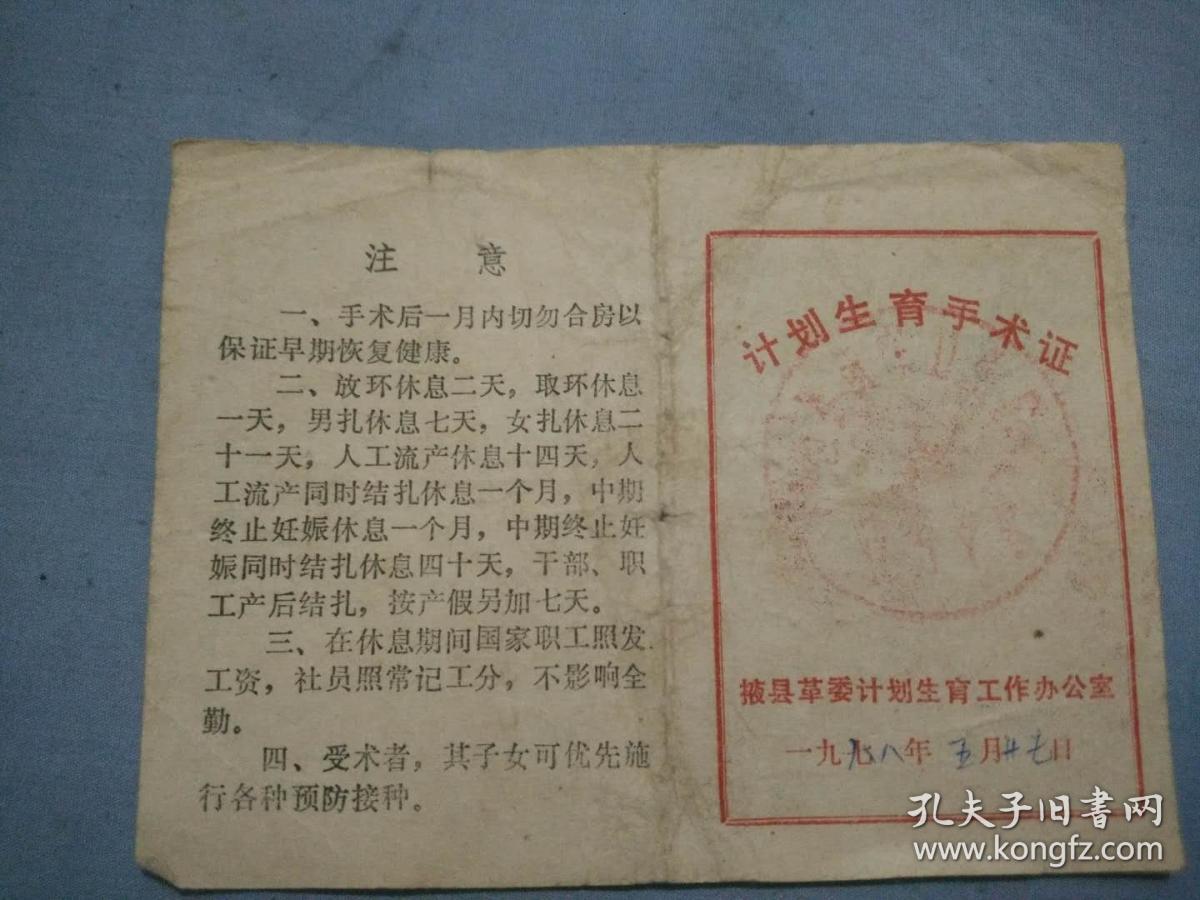 注 意
一、手术后一月内切勿合房以
保证早期恢复健康。
二、放环休息二天，取环休息
一天，男扎休息七天，女扎休息二
十一天，人工流产休息十四天，人
工流产同时结扎休息一个月，中期
终止妊娠休息一个月，中期终止妊
娠同时结扎休息四十天，干部、职
工产后结扎，按产假另加七天。
三、在休息期间国家职工照发
工资，社员照常记工分，不影响全
勤。
四、受术者，其子女可优先施
行各种预防接种。
计划生育手术证
掖县革委计划生育工作办公室
一九七八年五月廿七日
孔夫子旧书网
www.kongfz.com